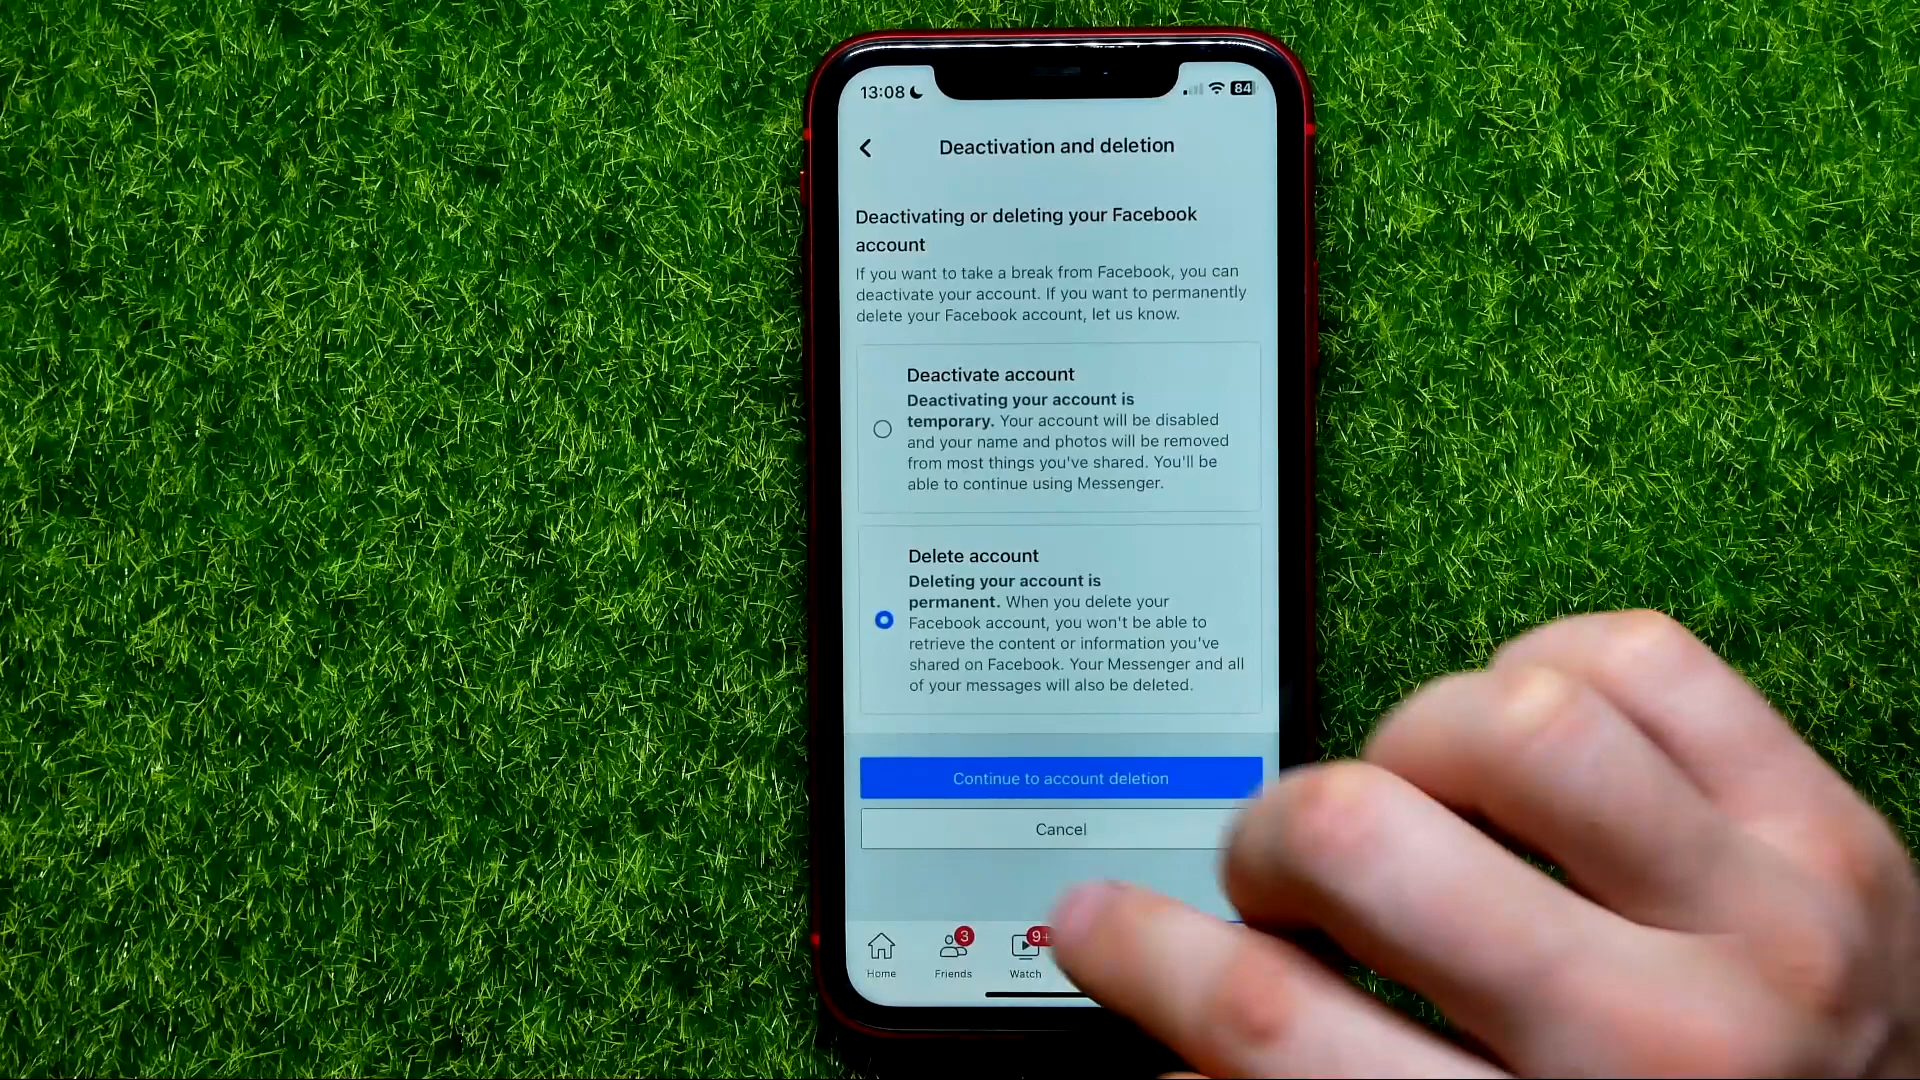 13:08
84
Deactivation and deletion
Deactivating or deleting your Facebook
account
If you want to take a break from Facebook, you can
deactivate your account. If you want to permanently
delete your Facebook account, let us know.
Deactivate account
Deactivating your account is
temporary. Your account will be disabled
and your name and photos will be removed
from most things you've shared. You'll be
able to continue using Messenger.
Delete account
Deleting your account is
permanent. When you delete your
Facebook account, you won't be able to
retrieve the content or information you've
shared on Facebook. Your Messenger and all
of your messages will also be deleted.
Continue to account deletion
Cancel
3
9+
Home
Friends
Watch